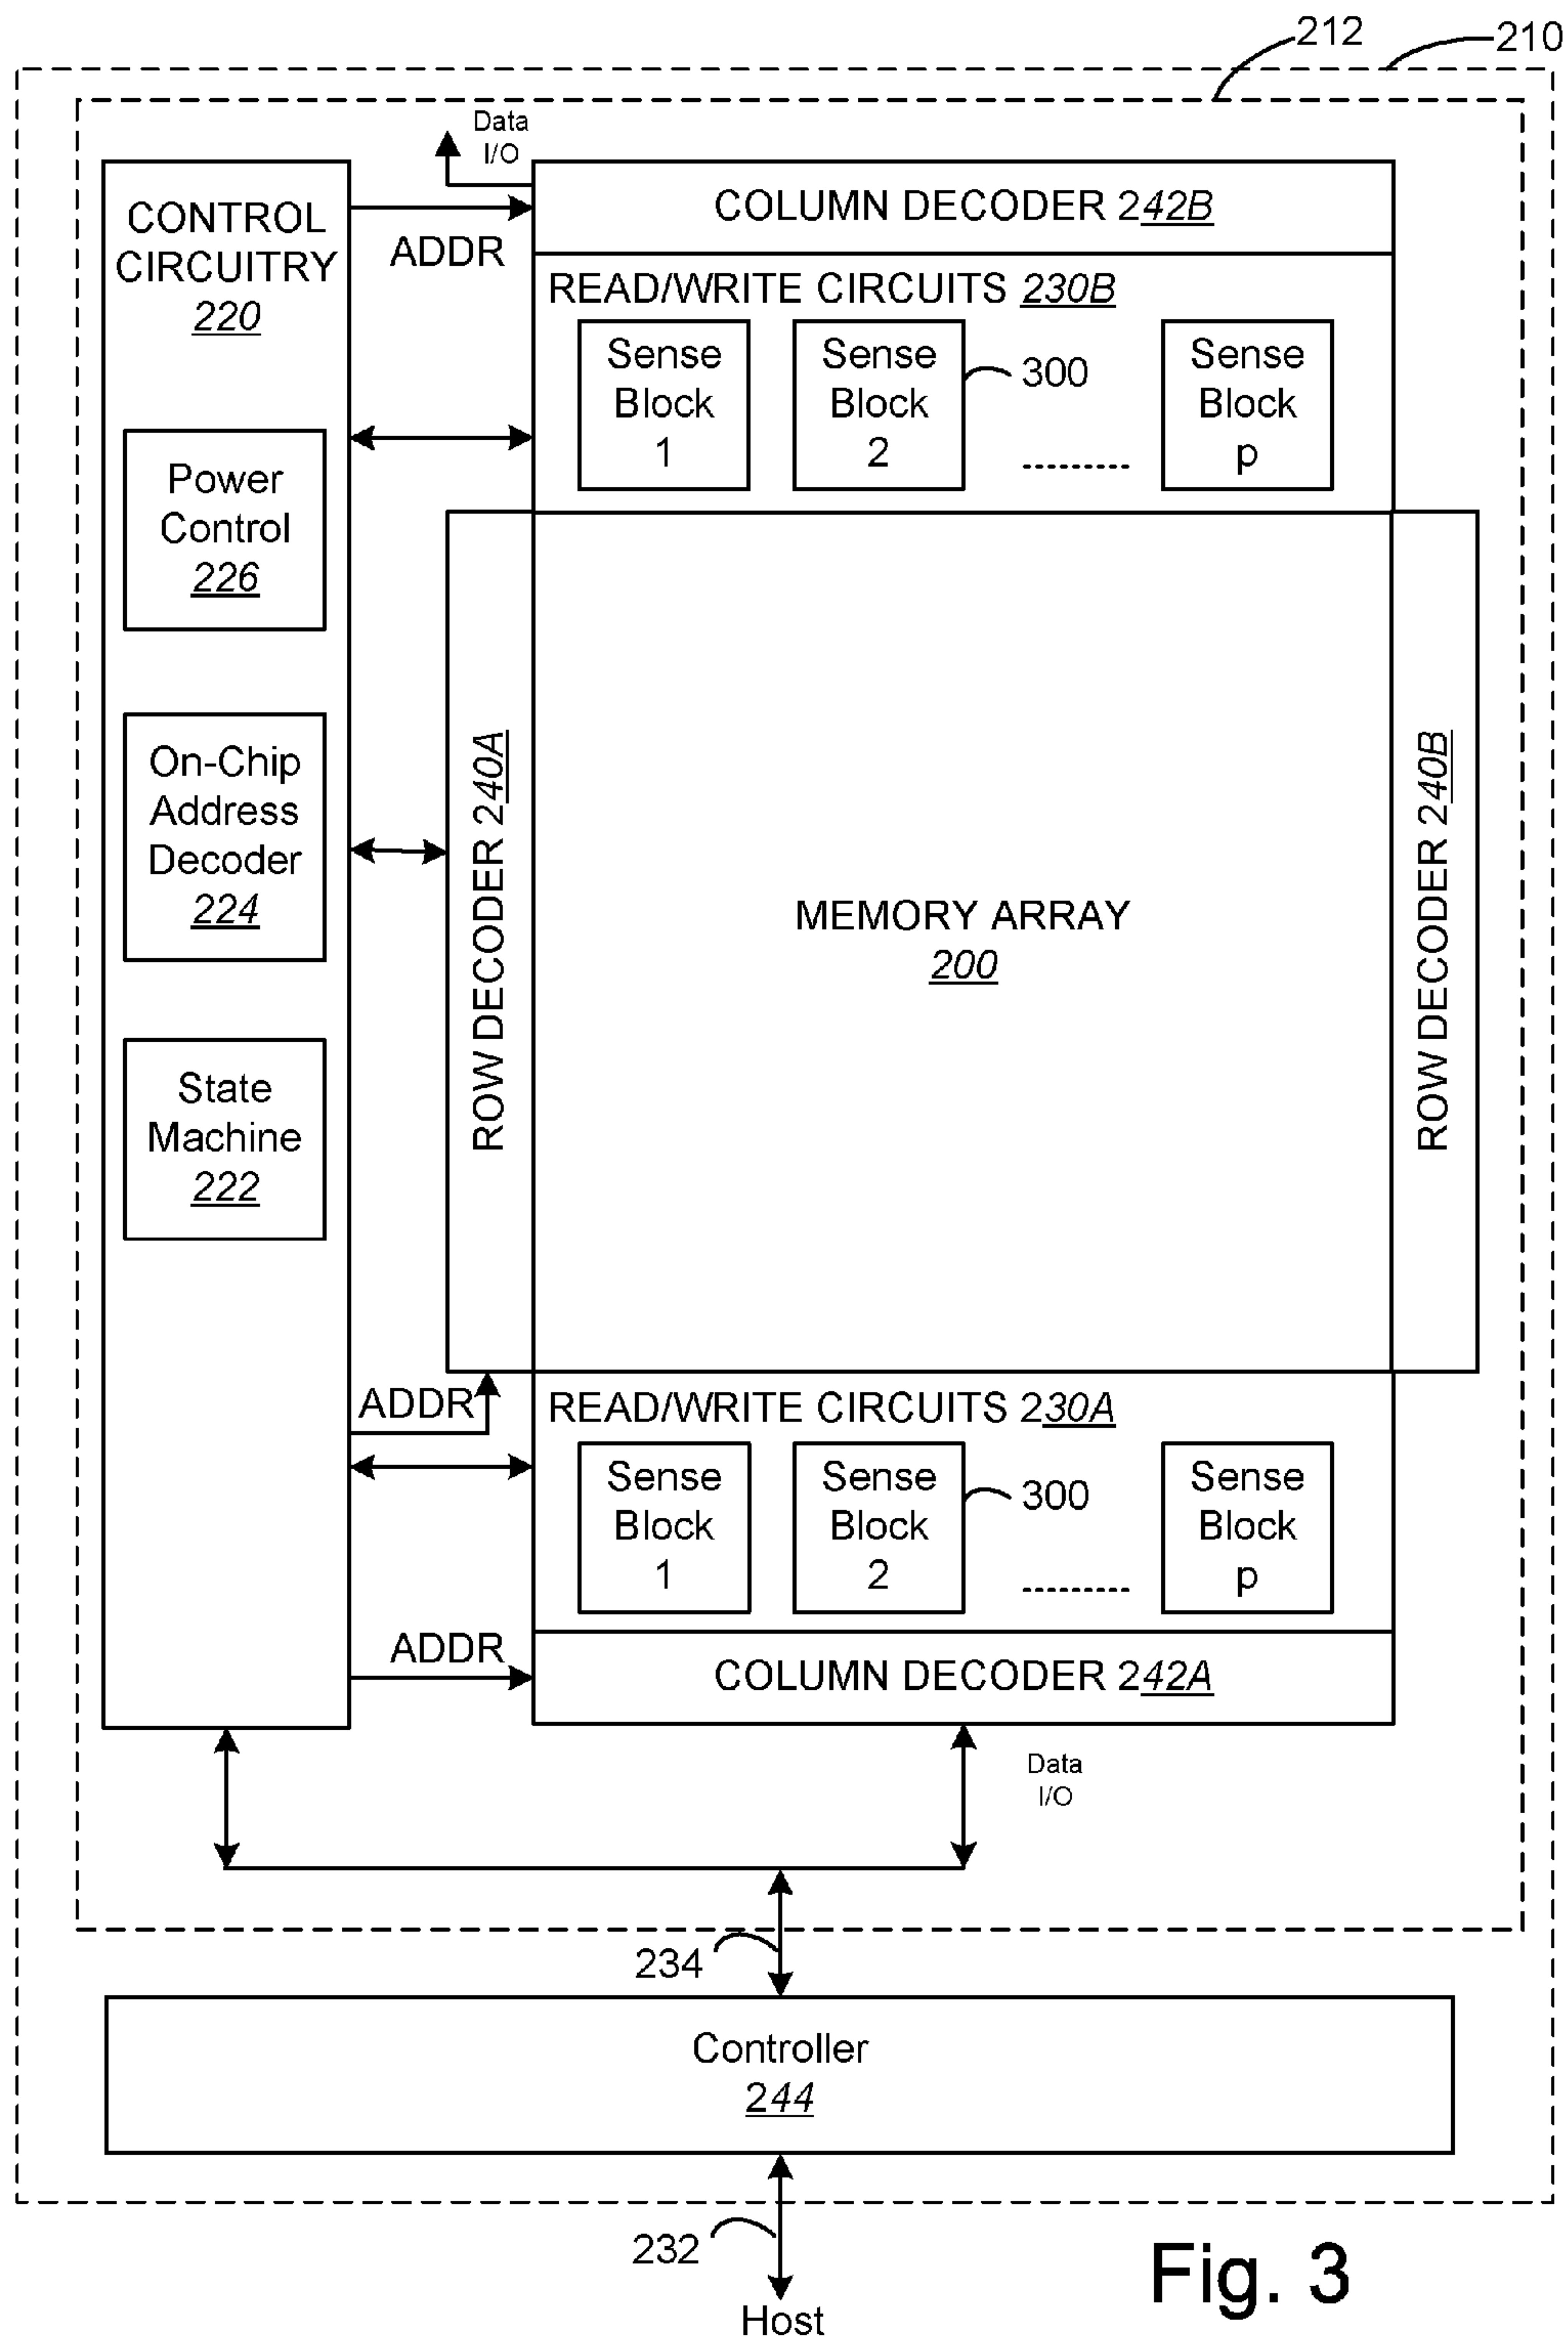 212
210
Data
I/O
CONTROL
CIRCUITRY
220
ADDR
COLUMN DECODER 242B
READ/WRITE CIRCUITS 230B
Sense
Block
1
Sense
Block
2
300
..........
Sense
Block
p
Power
Control
226
On-Chip
Address
Decoder
224
State
Machine
222
ROW DECODER 240A
MEMORY ARRAY
200
ROW DECODER 240B
ADDR
READ/WRITE CIRCUITS 230A
Sense
Block
1
Sense
Block
2
300
..........
Sense
Block
p
ADDR
COLUMN DECODER 242A
Data
I/O
234
Controller
244
232
Host
Fig. 3